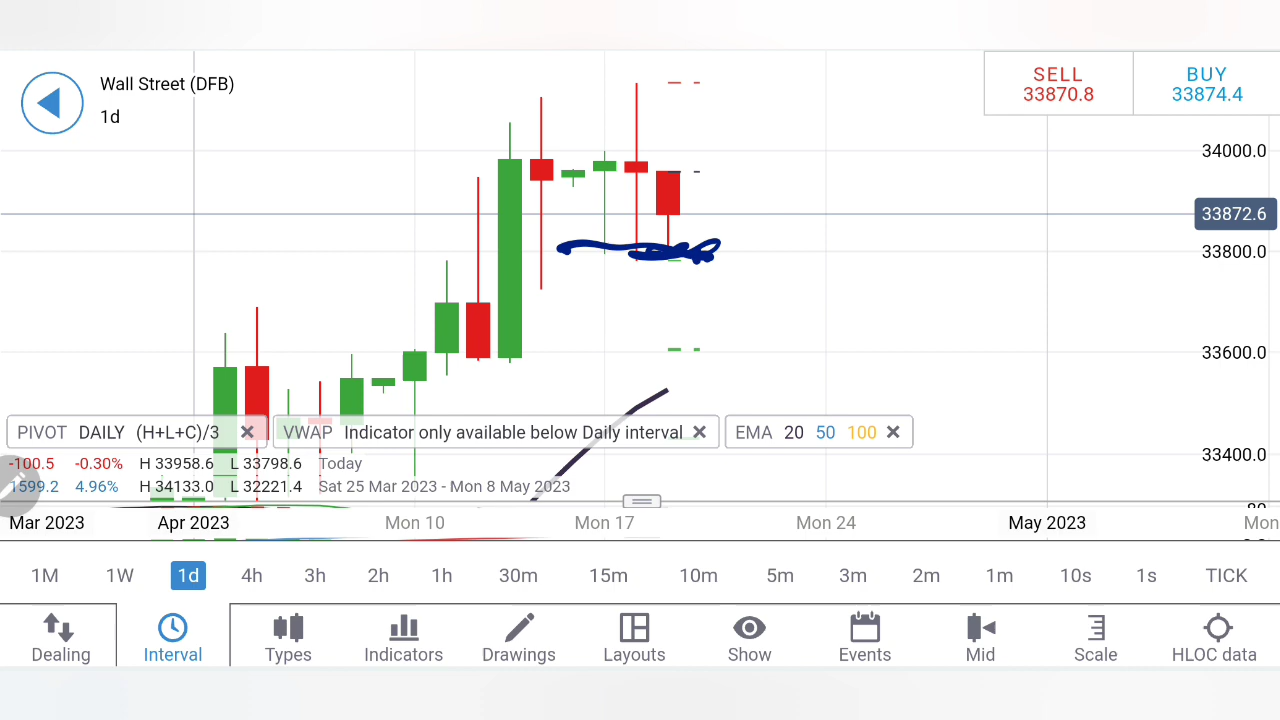 Wall Street (DFB)
1d
SELL
33870.8
BUY
33874.4
34000.0
33872.6
33800.0
33600.0
33400.0
PIVOT DAILY (H+L+C)/3
VWAP Indicator only available below Daily interval
EMA 20 50 100
-100.5 -0.30% H 33958.6 L 33798.6 Today
1599.2 4.96% H 34133.0 L 32221.4 Sat 25 Mar 2023 - Mon 8 May 2023
Mar 2023 Apr 2023 Mon 10 Mon 17 Mon 24 May 2023 Mon
1M 1W 1d 4h 3h 2h 1h 30m 15m 10m 5m 3m 2m 1m 10s 1s TICK
Dealing Interval Types Indicators Drawings Layouts Show Events Mid Scale HLOC data